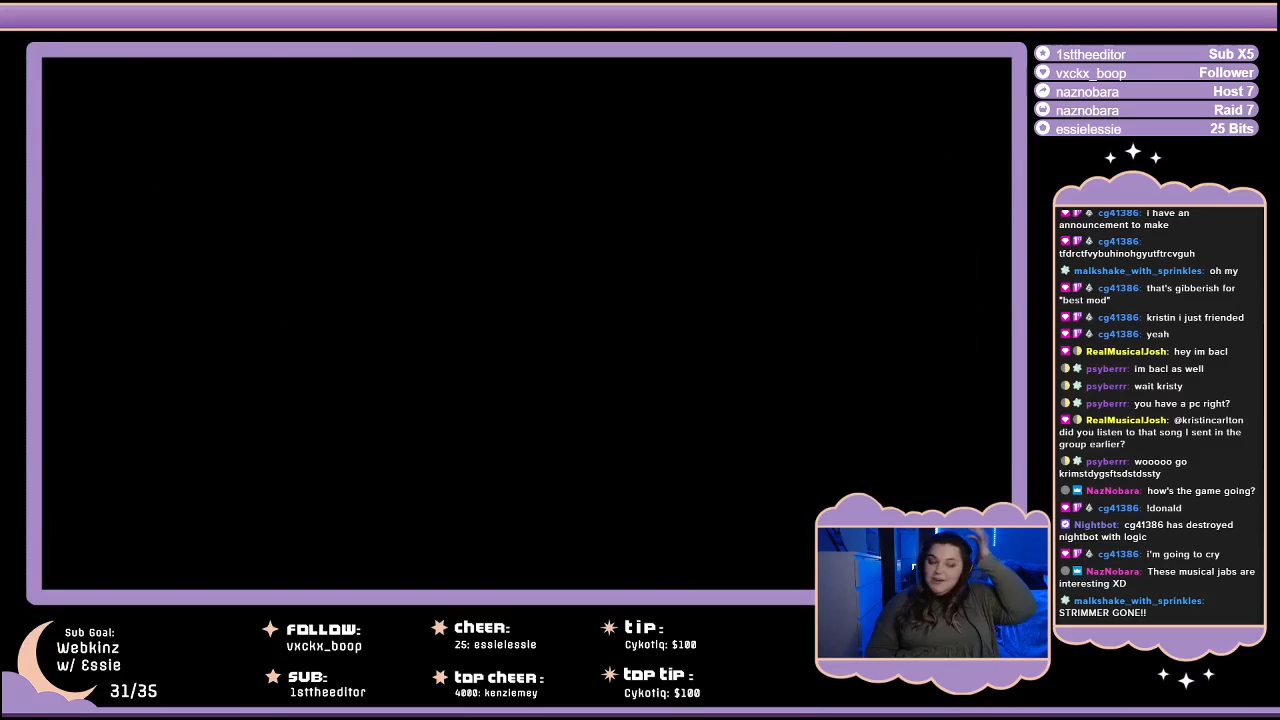 1sttheeditor Sub X5
vxckx_boop Follower
naznobara Host 7
naznobara Raid 7
essielessie 25 Bits
cg41386: i have an
announcement to make
cg41386:
tfdrctfvybuhinohgyutftrcvguh
malkshake_with_sprinkles: oh my
cg41386: that's gibberish for
"best mod"
cg41386: kristin i just friended
cg41386: yeah
RealMusicalJosh: hey im bacl
psyberrr: im bacl as well
psyberrr: wait kristy
psyberrr: you have a pc right?
RealMusicalJosh: @kristincarlton
did you listen to that song I sent in the
group earlier?
psyberrr: wooooo go
krimstdygsftsdstdssty
NazNobara: how's the game going?
cg41386: !donald
Nightbot: cg41386 has destroyed
nightbot with logic
cg41386: i'm going to cry
NazNobara: These musical jabs are
interesting XD
malkshake_with_sprinkles:
STRIMMER GONE!!
Sub Goal:
Webkinz
w/ Essie
31/35
FOLLOW:
vxckx_boop
SUB:
1sttheeditor
CHEER:
25: essielessie
TOP CHEER:
4000: kenziemey
TIP:
Cykotiq: $100
TOP TIP:
Cykotiq: $100